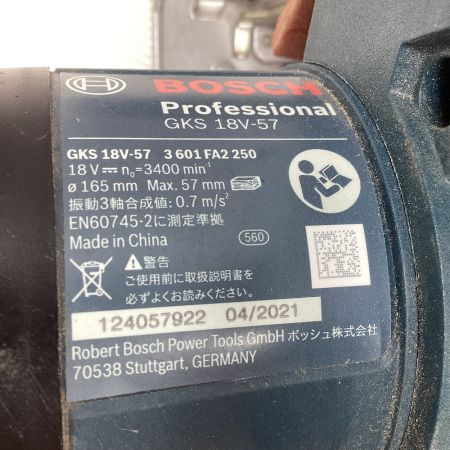 BOSCH
Professional
GKS 18V-57
GKS 18V-57 3 601 FA2 250
18 V⎓ n₀=3400 min⁻¹
ø 165 mm Max. 57 mm
振動3軸合成値: 0.7 m/s²
EN60745-2に測定準拠
Made in China 560
警告
ご使用前に取扱説明書を
必ずよくお読みください。
124057922 04/2021
Robert Bosch Power Tools GmbH ボッシュ株式会社
70538 Stuttgart, GERMANY